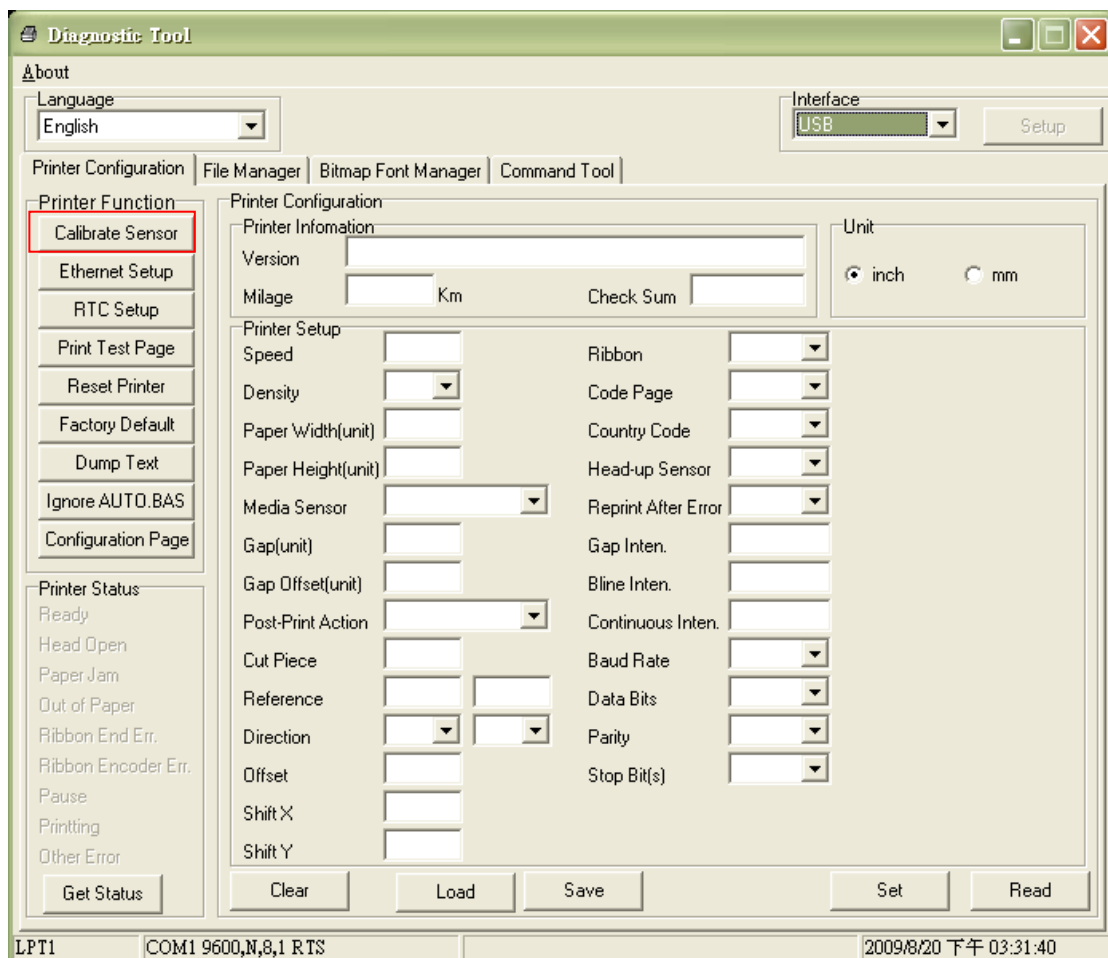 Diagnostic Tool
About
Language
English
Interface
USB
Setup
Printer Configuration
File Manager
Bitmap Font Manager
Command Tool
Printer Function
Calibrate Sensor
Ethernet Setup
RTC Setup
Print Test Page
Reset Printer
Factory Default
Dump Text
Ignore AUTO.BAS
Configuration Page
Printer Status
Ready
Head Open
Paper Jam
Out of Paper
Ribbon End Err.
Ribbon Encoder Err.
Pause
Printting
Other Error
Get Status
Printer Configuration
Printer Infomation
Version
Milage
Km
Check Sum
Unit
inch
mm
Printer Setup
Speed
Density
Paper Width(unit)
Paper Height(unit)
Media Sensor
Gap(unit)
Gap Offset(unit)
Post-Print Action
Cut Piece
Reference
Direction
Offset
Shift X
Shift Y
Ribbon
Code Page
Country Code
Head-up Sensor
Reprint After Error
Gap Inten.
Bline Inten.
Continuous Inten.
Baud Rate
Data Bits
Parity
Stop Bit(s)
Clear
Load
Save
Set
Read
LPT1
COM1 9600,N,8,1 RTS
2009/8/20 下午 03:31:40